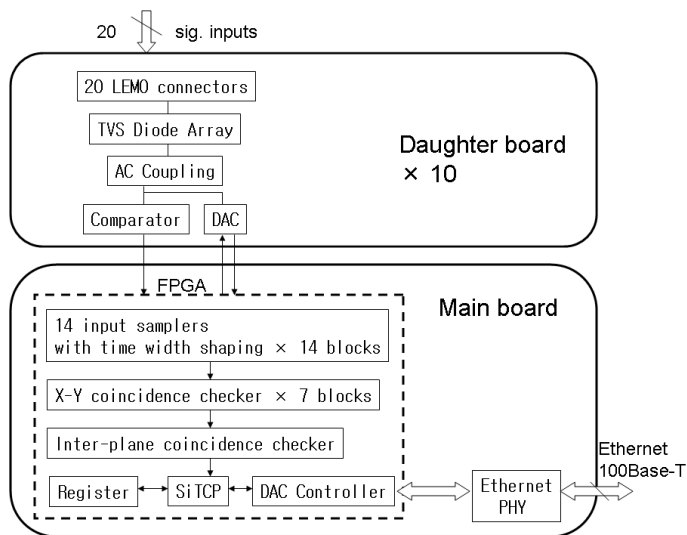 20 sig. inputs
20 LEMO connectors
TVS Diode Array
Daughter board
× 10
AC Coupling
Comparator
DAC
FPGA
Main board
14 input samplers
with time width shaping × 14 blocks
X-Y coincidence checker × 7 blocks
Inter-plane coincidence checker
Ethernet
100Base-T
Register
SiTCP
DAC Controller
Ethernet
PHY